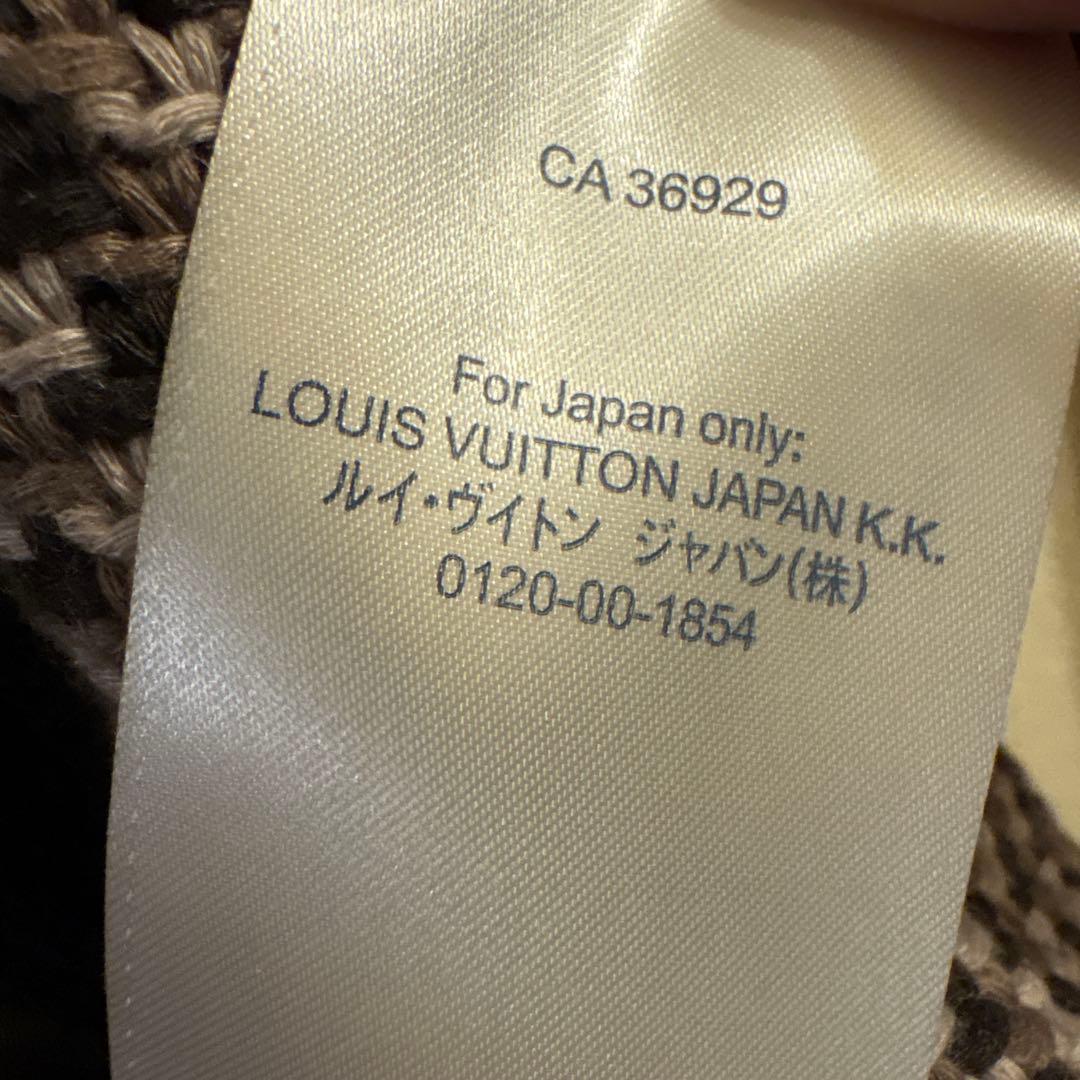 CA 36929
For Japan only:
LOUIS VUITTON JAPAN K.K.
ルイ・ヴイトン ジャパン(株)
0120-00-1854